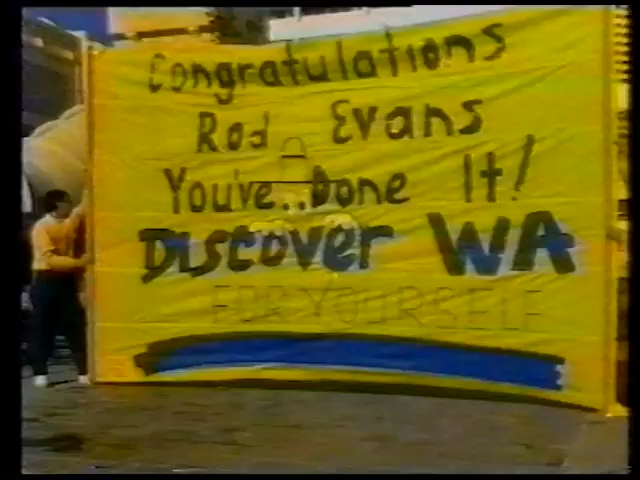 Congratulations
Rod Evans
You've..Done It!
Discover WA
FOR YOURSELF